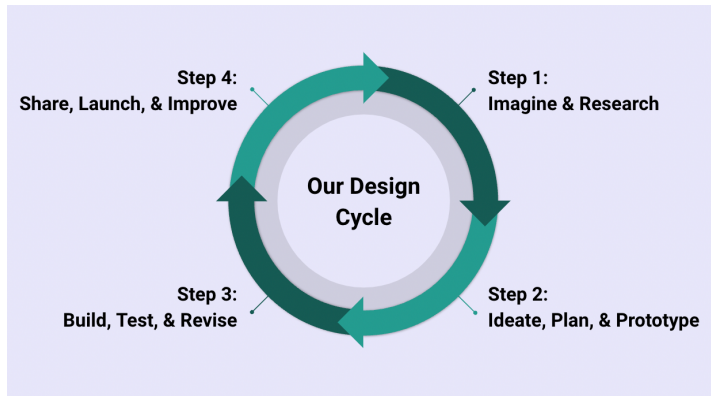 Step 4:
Share, Launch, & Improve
Step 1:
Imagine & Research
Our Design
Cycle
Step 3:
Build, Test, & Revise
Step 2:
Ideate, Plan, & Prototype